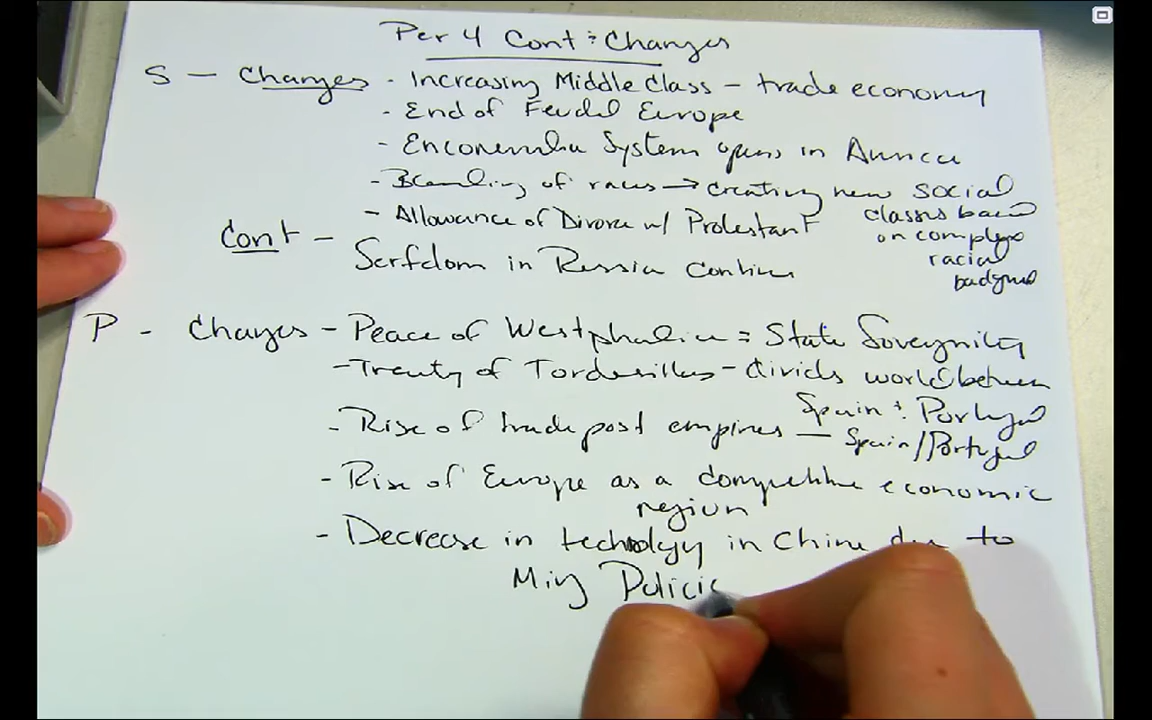 Per 4 Cont & Changes
S - Changes - Increasing Middle Class - trade economy
- End of Feudal Europe
- Encomienda System opens in America
- Blending of races → creating new social
classes based
on complex
racial
backgrnd
- Allowance of Divorce w/ Protestant
Cont - Serfdom in Russia continues
P - Changes - Peace of Westphalia = State Soveregnity
- Treaty of Tordesillas - divides world between
Spain & Portugal
- Rise of trade post empires - Spain/Portugal
- Rise of Europe as a competitive economic
region
- Decrease in technology in China due to
Ming Policie